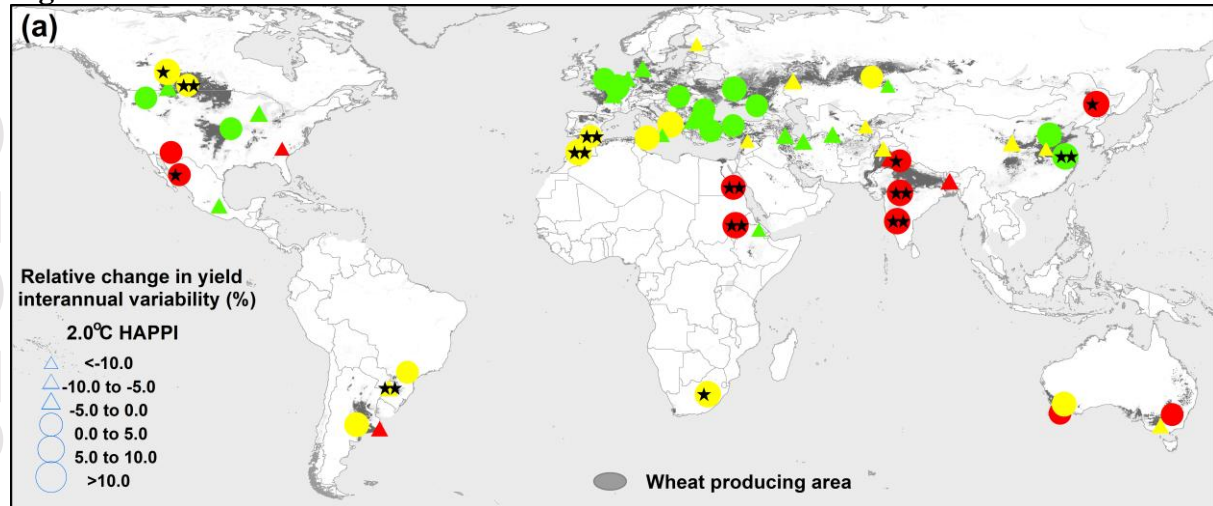 (a)
Relative change in yield
interannual variability (%)
2.0°C HAPPI
<-10.0
-10.0 to -5.0
-5.0 to 0.0
0.0 to 5.0
5.0 to 10.0
>10.0
Wheat producing area